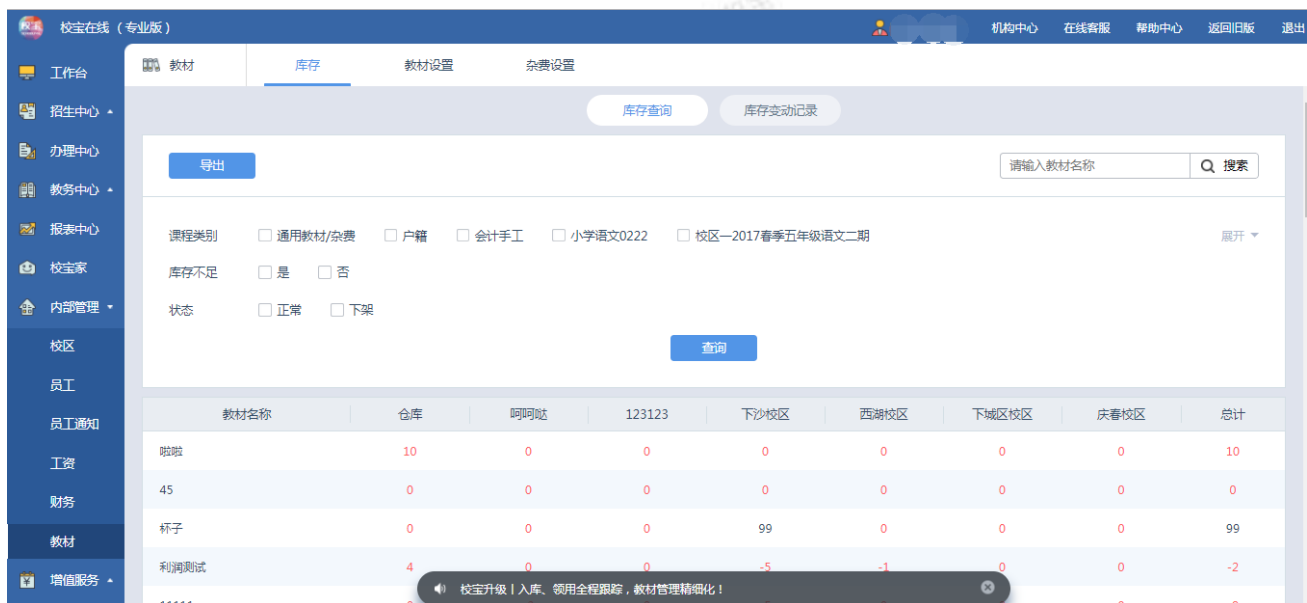 校宝在线（专业版） 机构中心 在线客服 帮助中心 返回旧版 退出
工作台
招生中心
办理中心
教务中心
报表中心
校宝家
内部管理
校区
员工
员工通知
工资
财务
教材
增值服务
教材 库存 教材设置 杂费设置
库存查询 库存变动记录
导出 请输入教材名称 搜索
课程类别 通用教材/杂费 户籍 会计手工 小学语文0222 校区一2017春季五年级语文二期 展开
库存不足 是 否
状态 正常 下架
查询
教材名称 仓库 呵呵哒 123123 下沙校区 西湖校区 下城区校区 庆春校区 总计
啦啦 10 0 0 0 0 0 0 10
45 0 0 0 0 0 0 0 0
杯子 0 0 0 99 0 0 0 99
利润测试 4 0 0 -5 -1 0 0 -2
校宝升级丨入库、领用全程跟踪，教材管理精细化！